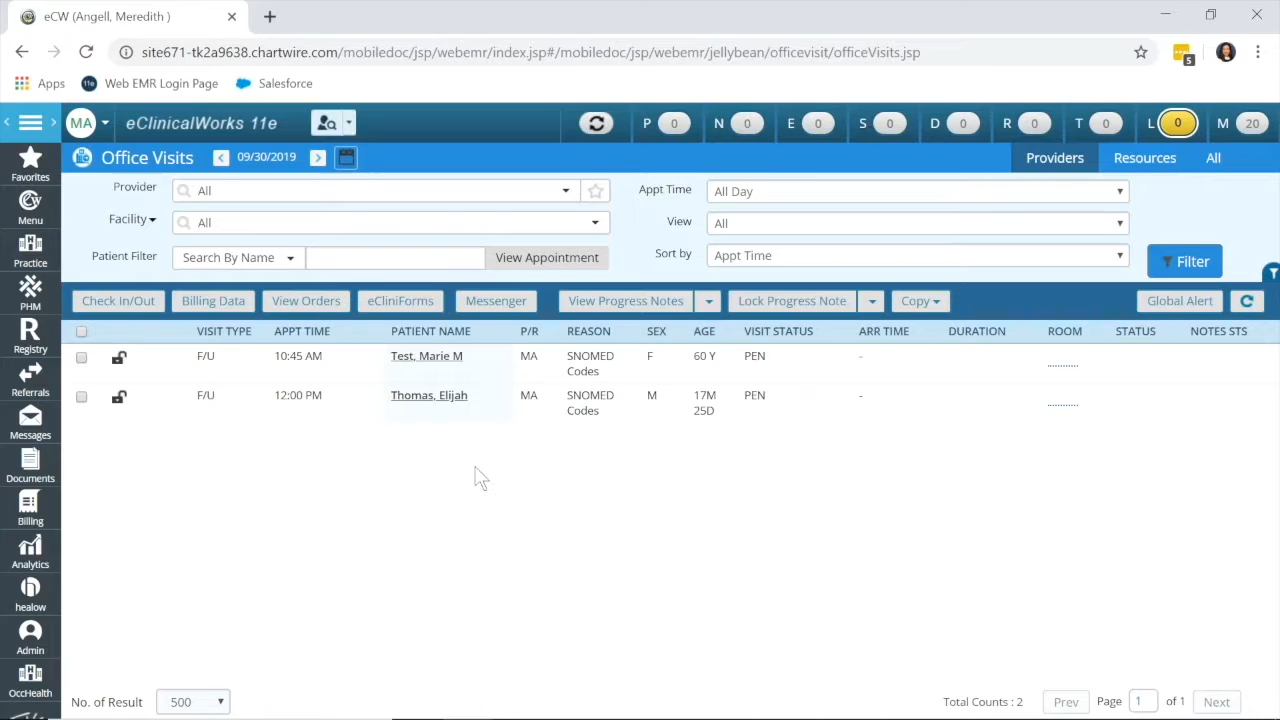 eCW (Angell, Meredith )
site671-tk2a9638.chartwire.com/mobiledoc/jsp/webemr/index.jsp#/mobiledoc/jsp/webemr/jellybean/officevisit/officeVisits.jsp
5
Apps 11e Web EMR Login Page Salesforce
MA eClinicalWorks 11e P 0 N 0 E 0 S 0 D 0 R 0 T 0 L 0 M 20
Office Visits 09/30/2019 Providers Resources All
Provider All Appt Time All Day
Facility All View All
Patient Filter Search By Name View Appointment Sort by Appt Time Filter
Check In/Out Billing Data View Orders eCliniForms Messenger View Progress Notes Lock Progress Note Copy Global Alert
VISIT TYPE APPT TIME PATIENT NAME P/R REASON SEX AGE VISIT STATUS ARR TIME DURATION ROOM STATUS NOTES STS
F/U 10:45 AM Test, Marie M MA SNOMED Codes F 60 Y PEN -
F/U 12:00 PM Thomas, Elijah MA SNOMED Codes M 17M 25D PEN -
Favorites
Menu
Practice
PHM
R
Registry
Referrals
Messages
Documents
Billing
Analytics
healow
Admin
OccHealth
No. of Result 500 Total Counts : 2 Prev Page 1 of 1 Next